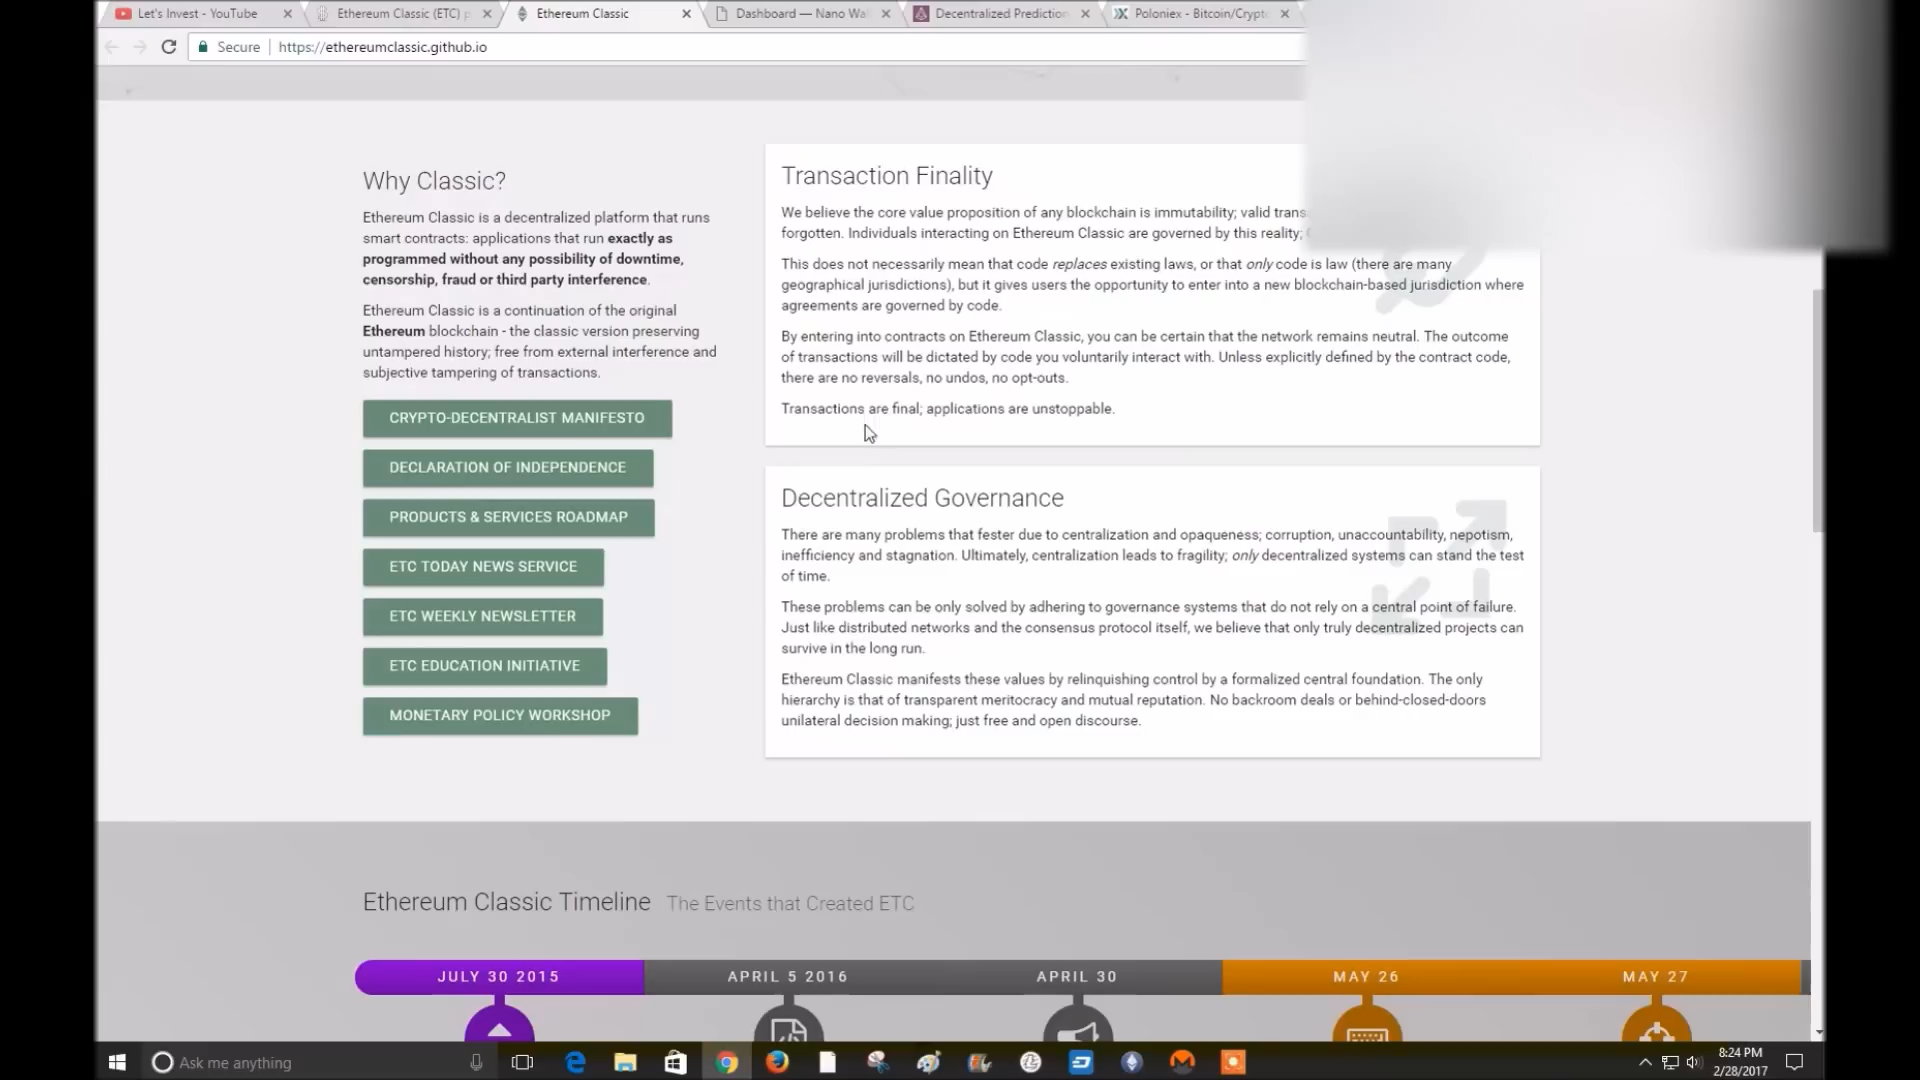 Let's Invest - YouTube
Ethereum Classic (ETC) p
Ethereum Classic
Dashboard — Nano Wal
Decentralized Prediction
Poloniex - Bitcoin/Crypt
Secure
https://ethereumclassic.github.io
Why Classic?
Ethereum Classic is a decentralized platform that runs
smart contracts: applications that run exactly as
programmed without any possibility of downtime,
censorship, fraud or third party interference.
Ethereum Classic is a continuation of the original
Ethereum blockchain - the classic version preserving
untampered history; free from external interference and
subjective tampering of transactions.
CRYPTO-DECENTRALIST MANIFESTO
DECLARATION OF INDEPENDENCE
PRODUCTS & SERVICES ROADMAP
ETC TODAY NEWS SERVICE
ETC WEEKLY NEWSLETTER
ETC EDUCATION INITIATIVE
MONETARY POLICY WORKSHOP
Transaction Finality
We believe the core value proposition of any blockchain is immutability; valid trans
forgotten. Individuals interacting on Ethereum Classic are governed by this reality;
This does not necessarily mean that code replaces existing laws, or that only code is law (there are many
geographical jurisdictions), but it gives users the opportunity to enter into a new blockchain-based jurisdiction where
agreements are governed by code.
By entering into contracts on Ethereum Classic, you can be certain that the network remains neutral. The outcome
of transactions will be dictated by code you voluntarily interact with. Unless explicitly defined by the contract code,
there are no reversals, no undos, no opt-outs.
Transactions are final; applications are unstoppable.
Decentralized Governance
There are many problems that fester due to centralization and opaqueness; corruption, unaccountability, nepotism,
inefficiency and stagnation. Ultimately, centralization leads to fragility; only decentralized systems can stand the test
of time.
These problems can be only solved by adhering to governance systems that do not rely on a central point of failure.
Just like distributed networks and the consensus protocol itself, we believe that only truly decentralized projects can
survive in the long run.
Ethereum Classic manifests these values by relinquishing control by a formalized central foundation. The only
hierarchy is that of transparent meritocracy and mutual reputation. No backroom deals or behind-closed-doors
unilateral decision making; just free and open discourse.
Ethereum Classic Timeline The Events that Created ETC
JULY 30 2015
APRIL 5 2016
APRIL 30
MAY 26
MAY 27
Ask me anything
8:24 PM
2/28/2017